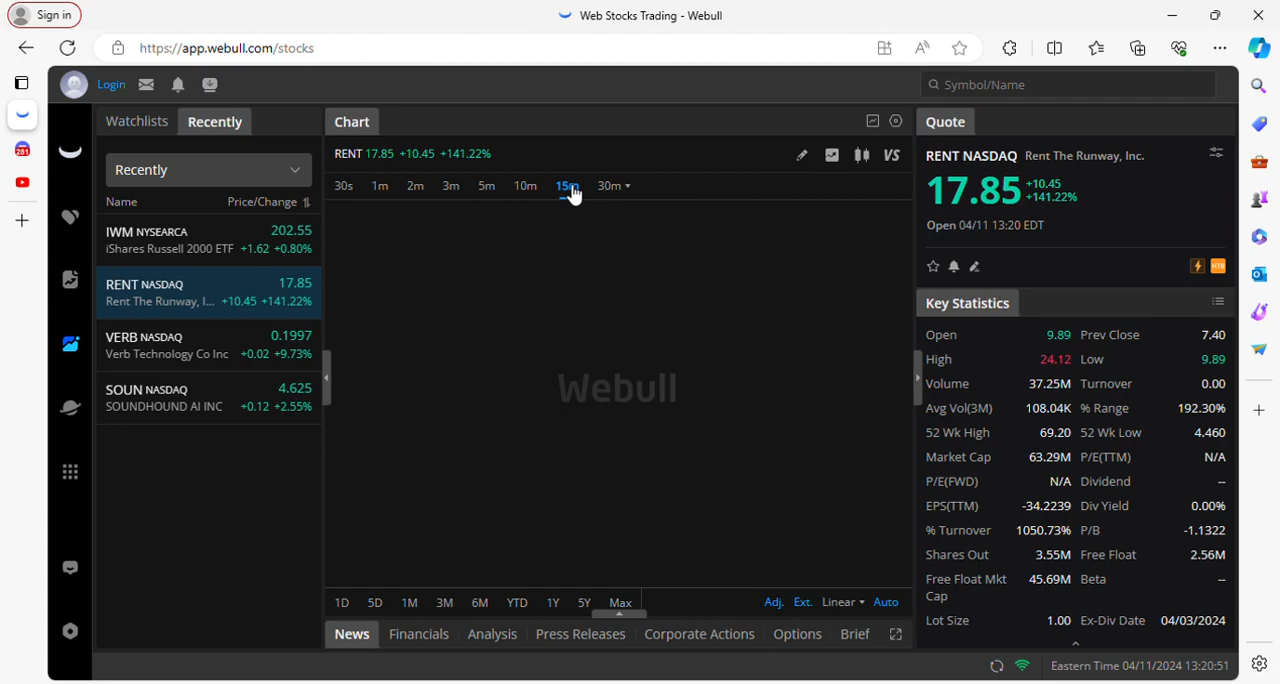 Sign in
Web Stocks Trading - Webull
https://app.webull.com/stocks
281
Login
Symbol/Name
Watchlists Recently
Recently
Name Price/Change
IWM NYSEARCA 202.55
iShares Russell 2000 ETF +1.62 +0.80%
RENT NASDAQ 17.85
Rent The Runway, I... +10.45 +141.22%
VERB NASDAQ 0.1997
Verb Technology Co Inc +0.02 +9.73%
SOUN NASDAQ 4.625
SOUNDHOUND AI INC +0.12 +2.55%
Chart
RENT 17.85 +10.45 +141.22%
VS
30s 1m 2m 3m 5m 10m 15m 30m
Webull
1D 5D 1M 3M 6M YTD 1Y 5Y Max Adj. Ext. Linear Auto
News Financials Analysis Press Releases Corporate Actions Options Brief
Quote
RENT NASDAQ Rent The Runway, Inc.
17.85 +10.45
+141.22%
Open 04/11 13:20 EDT
HTB
Key Statistics
Open 9.89 Prev Close 7.40
High 24.12 Low 9.89
Volume 37.25M Turnover 0.00
Avg Vol(3M) 108.04K % Range 192.30%
52 Wk High 69.20 52 Wk Low 4.460
Market Cap 63.29M P/E(TTM) N/A
P/E(FWD) N/A Dividend --
EPS(TTM) -34.2239 Div Yield 0.00%
% Turnover 1050.73% P/B -1.1322
Shares Out 3.55M Free Float 2.56M
Free Float Mkt Cap 45.69M Beta --
Lot Size 1.00 Ex-Div Date 04/03/2024
Eastern Time 04/11/2024 13:20:51